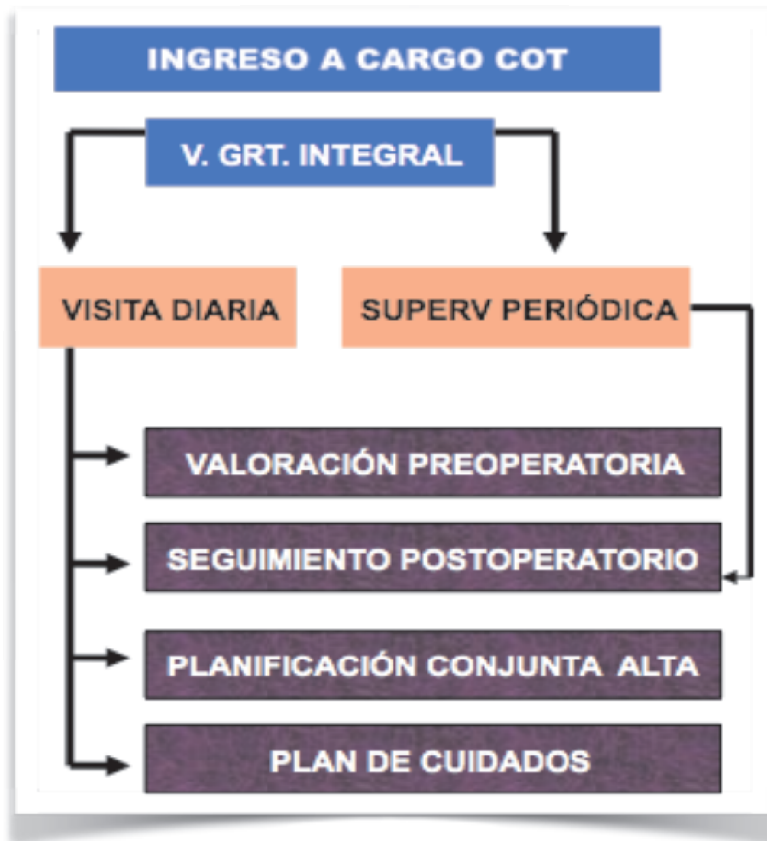 INGRESO A CARGO COT
V. GRT. INTEGRAL
VISITA DIARIA
SUPERV PERIÓDICA
VALORACIÓN PREOPERATORIA
SEGUIMIENTO POSTOPERATORIO
PLANIFICACIÓN CONJUNTA ALTA
PLAN DE CUIDADOS